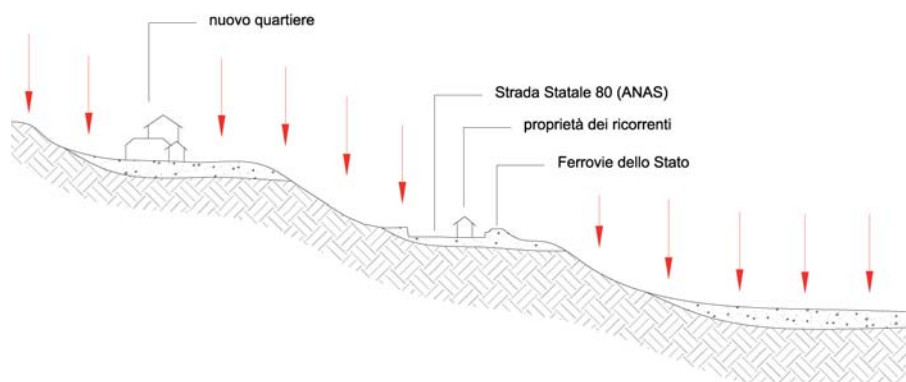 nuovo quartiere
Strada Statale 80 (ANAS)
proprietà dei ricorrenti
Ferrovie dello Stato